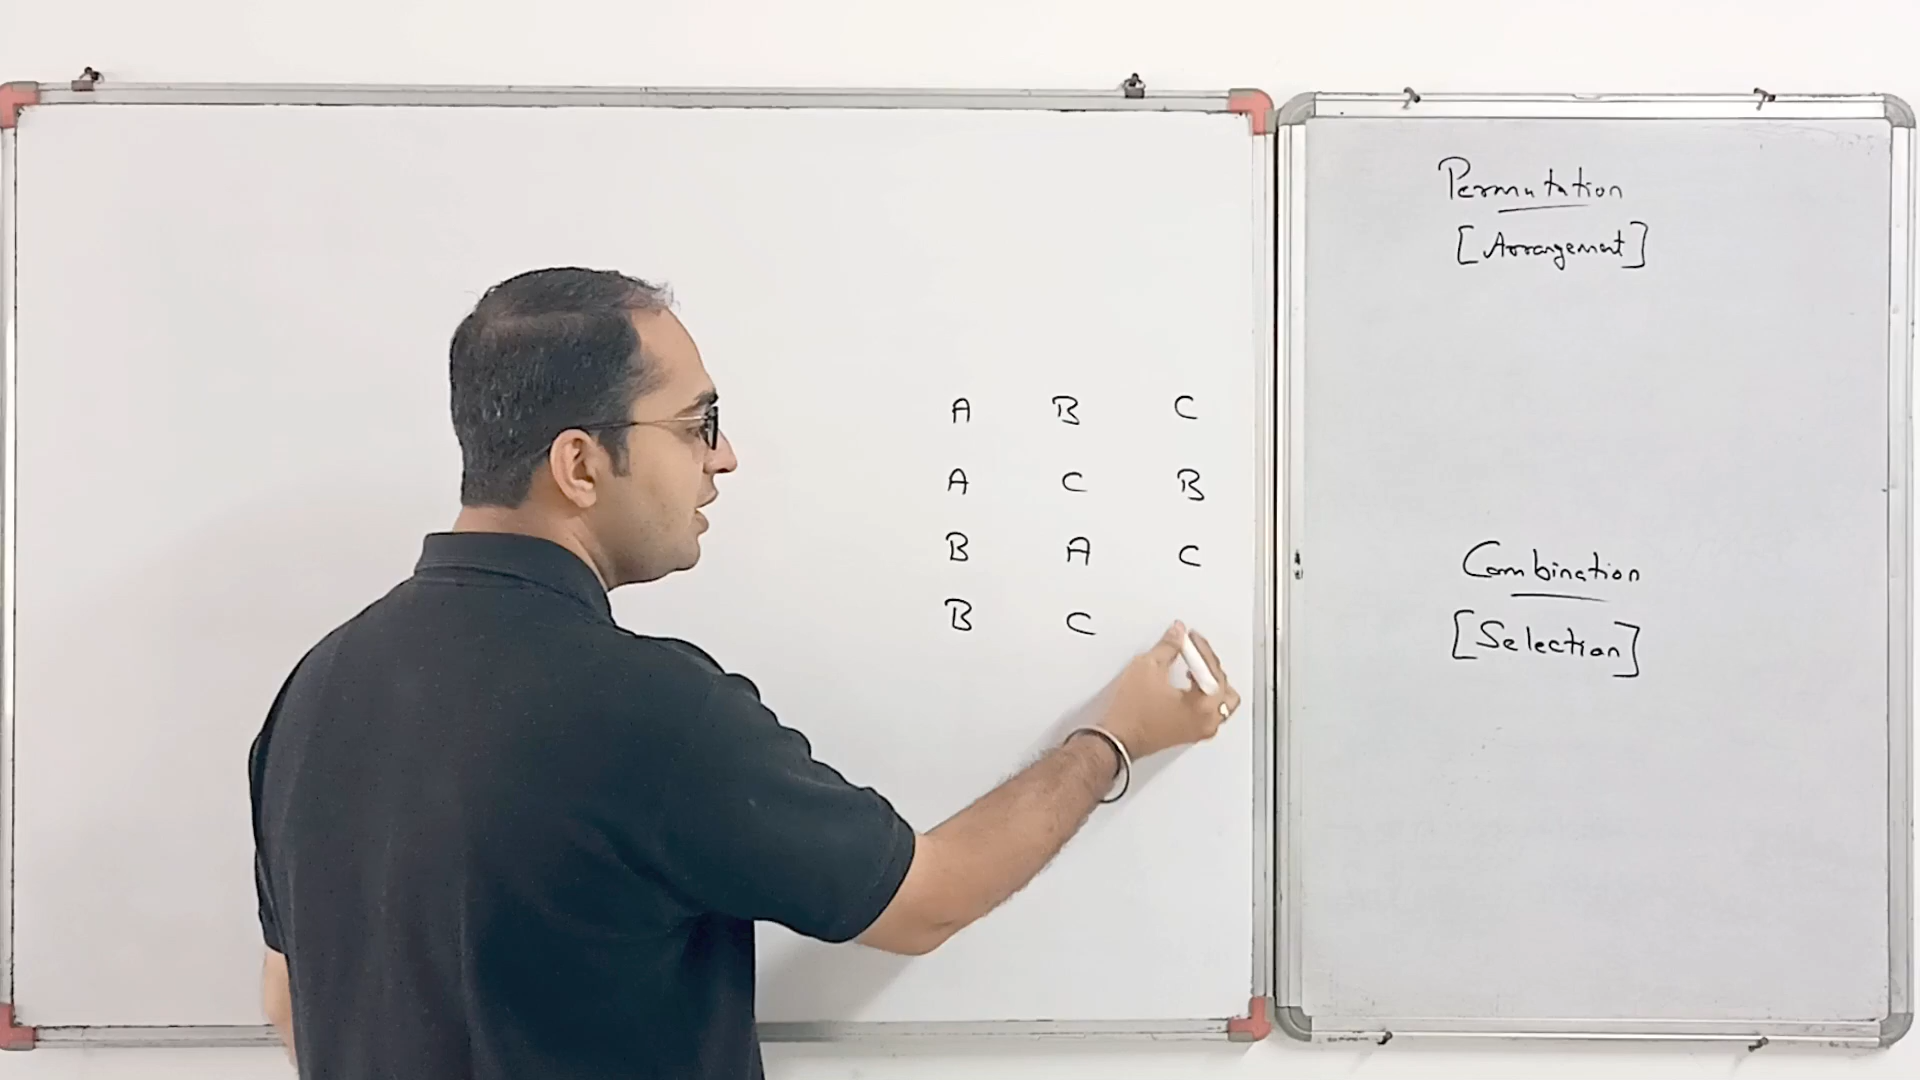 A B C
A C B
B A C
B C
Permutation
[Arrangement]
Combination
[Selection]